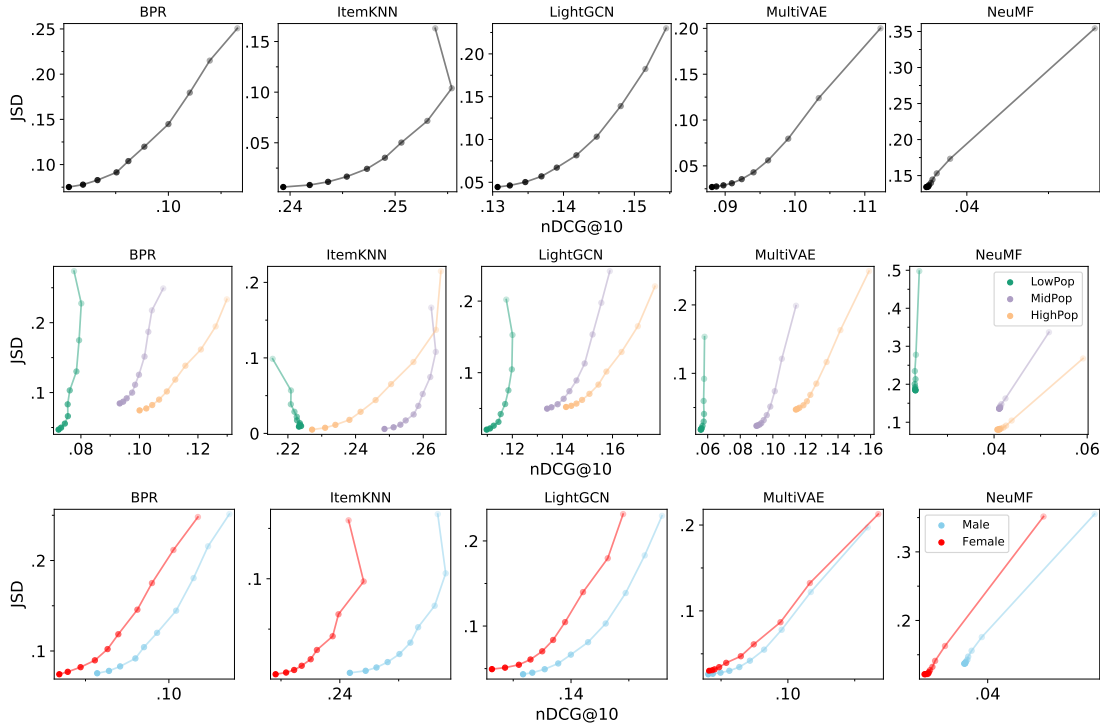 BPR ItemKNN LightGCN MultiVAE NeuMF
JSD
.25 .20 .15 .10
.15 .10 .05
.20 .15 .10 .05
.20 .15 .10 .05
.35 .30 .25 .20 .15
.10
.24 .25
.13 .14 .15
.09 .10 .11
.04
nDCG@10
BPR ItemKNN LightGCN MultiVAE NeuMF
JSD
.2 .1
.2 .1 0
.2 .1
.2 .1
.5 .4 .3 .2 .1
LowPop
MidPop
HighPop
.08 .10 .12
.22 .24 .26
.12 .14 .16
.06 .08 .10 .12 .14 .16
.04 .06
nDCG@10
BPR ItemKNN LightGCN MultiVAE NeuMF
JSD
.2 .1
.1
.2 .1
.2 .1
.3 .2
Male
Female
.10
.24
.14
.10
.04
nDCG@10